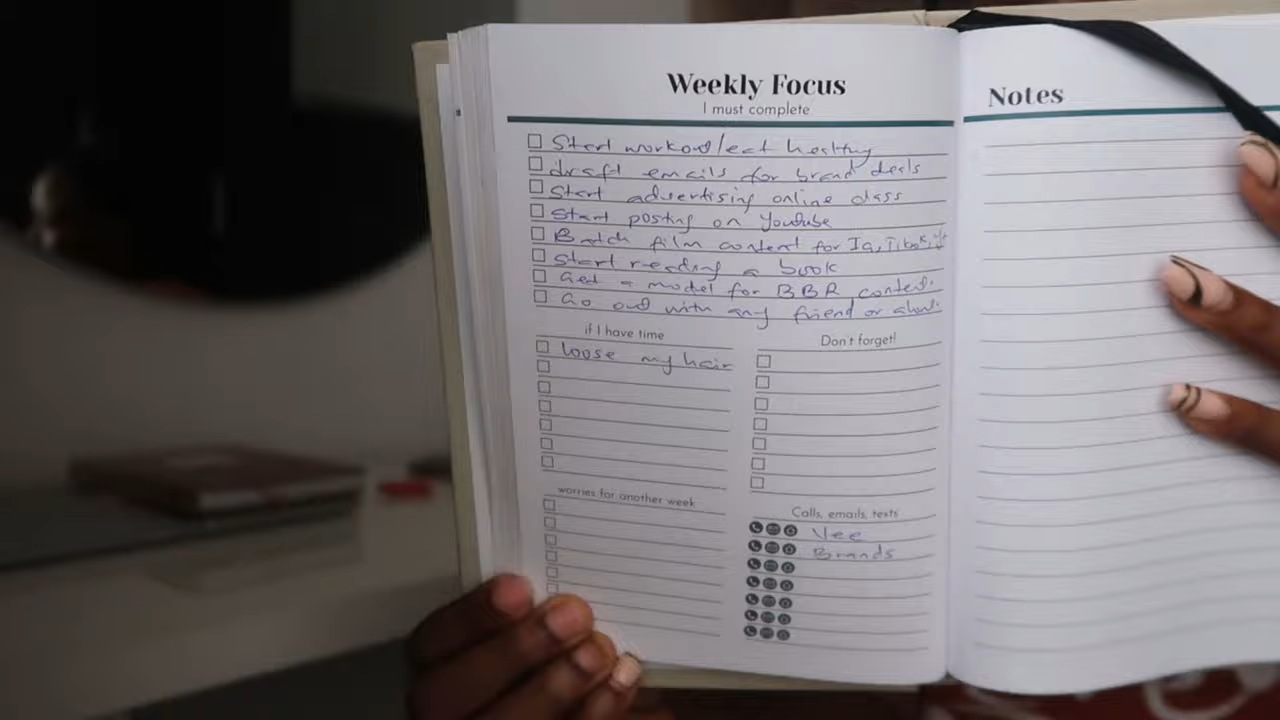 Weekly Focus
I must complete
Start workout/eat healthy
draft emails for brand deals
Start advertising online class
Start posting on Youtube
Batch film content for IG, Tiktok,
Start reading a book
Get a model for BBR content.
Go out with any friend or alone.
if I have time
loose my hair
Don't forget!
worries for another week
Calls, emails, texts
Vee
Brands
Notes